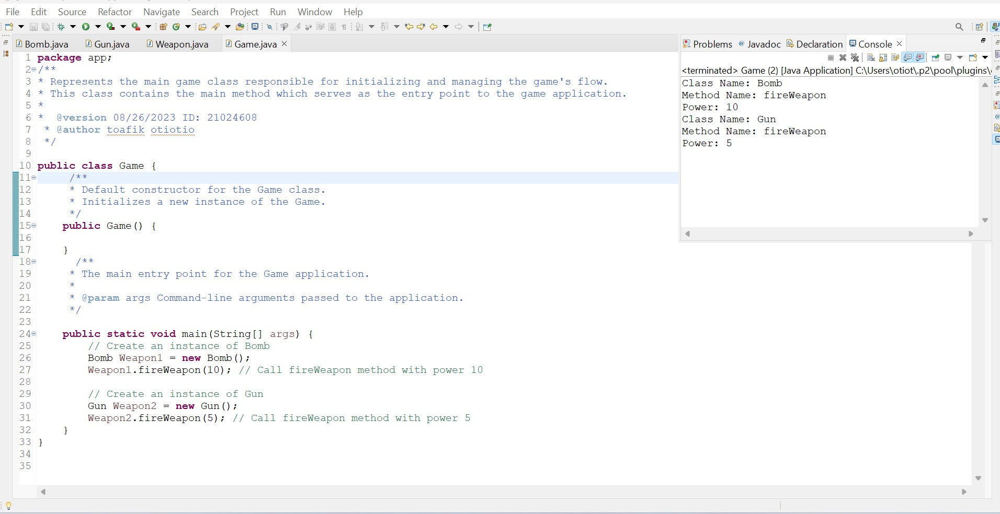 File Edit Source Refactor Navigate Search Project Run Window Help
Bomb.java Gun.java Weapon.java Game.java
1 package app;
2 /**
3 * Represents the main game class responsible for initializing and managing the game's flow.
4 * This class contains the main method which serves as the entry point to the game application.
5 *
6 * @version 08/26/2023 ID: 21024608
7 * @author toafik otiotio
8 */
9
10 public class Game {
11 /**
12 * Default constructor for the Game class.
13 * Initializes a new instance of the Game.
14 */
15 public Game() {
16
17 }
18 /**
19 * The main entry point for the Game application.
20 *
21 * @param args Command-line arguments passed to the application.
22 */
23
24 public static void main(String[] args) {
25 // Create an instance of Bomb
26 Bomb Weapon1 = new Bomb();
27 Weapon1.fireWeapon(10); // Call fireWeapon method with power 10
28
29 // Create an instance of Gun
30 Gun Weapon2 = new Gun();
31 Weapon2.fireWeapon(5); // Call fireWeapon method with power 5
32 }
33 }
34
35
Problems @ Javadoc Declaration Console
<terminated> Game (2) [Java Application] C:\Users\otiot\.p2\pool\plugins\
Class Name: Bomb
Method Name: fireWeapon
Power: 10
Class Name: Gun
Method Name: fireWeapon
Power: 5